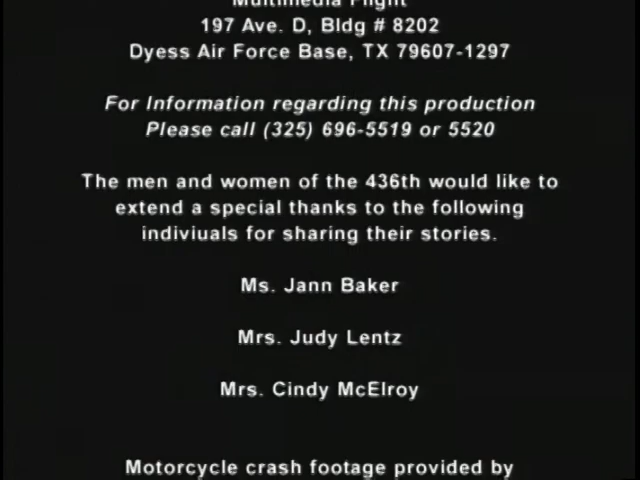 Multimedia Flight
197 Ave. D, Bldg # 8202
Dyess Air Force Base, TX 79607-1297
For Information regarding this production
Please call (325) 696-5519 or 5520
The men and women of the 436th would like to
extend a special thanks to the following
indiviuals for sharing their stories.
Ms. Jann Baker
Mrs. Judy Lentz
Mrs. Cindy McElroy
Motorcycle crash footage provided by